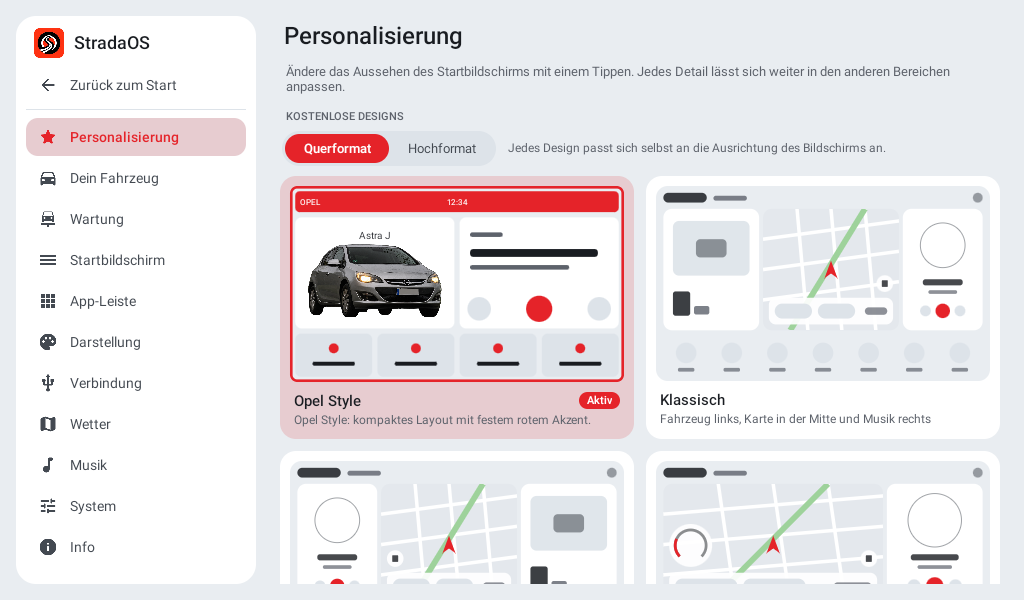 StradaOS
Zurück zum Start
Personalisierung
Dein Fahrzeug
Wartung
Startbildschirm
App-Leiste
Darstellung
Verbindung
Wetter
Musik
System
Info
Personalisierung
Ändere das Aussehen des Startbildschirms mit einem Tippen. Jedes Detail lässt sich weiter in den anderen Bereichen
anpassen.
KOSTENLOSE DESIGNS
Querformat
Hochformat
Jedes Design passt sich selbst an die Ausrichtung des Bildschirms an.
OPEL
12:34
Astra J
Opel Style
Aktiv
Opel Style: kompaktes Layout mit festem rotem Akzent.
Klassisch
Fahrzeug links, Karte in der Mitte und Musik rechts